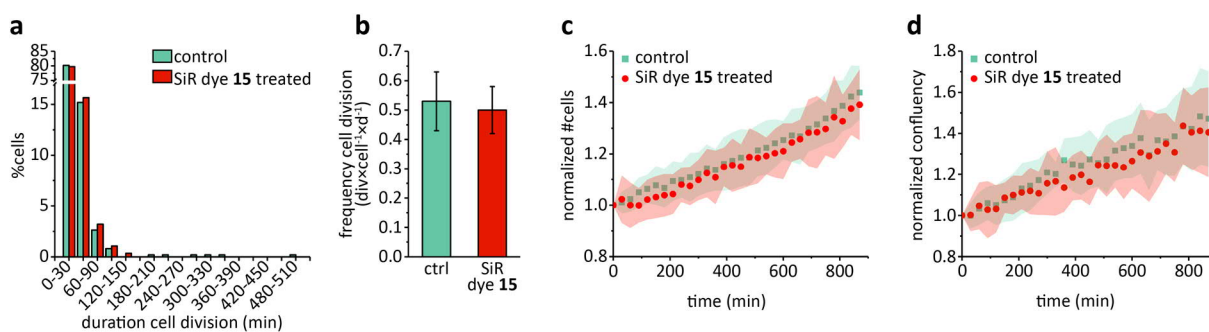 a
control
SiR dye 15 treated
85
80
75
15
10
5
0
%cells
0-30
60-90
120-150
180-210
240-270
300-330
360-390
420-450
480-510
duration cell division (min)
b
0.7
0.6
0.5
0.4
0.3
0.2
0.1
0.0
frequency cell division
(div×cell⁻¹×d⁻¹)
ctrl
SiR
dye 15
c
control
SiR dye 15 treated
1.6
1.4
1.2
1.0
0.8
normalized #cells
0
200
400
600
800
time (min)
d
control
SiR dye 15 treated
1.8
1.6
1.4
1.2
1.0
0.8
normalized confluency
0
200
400
600
800
time (min)